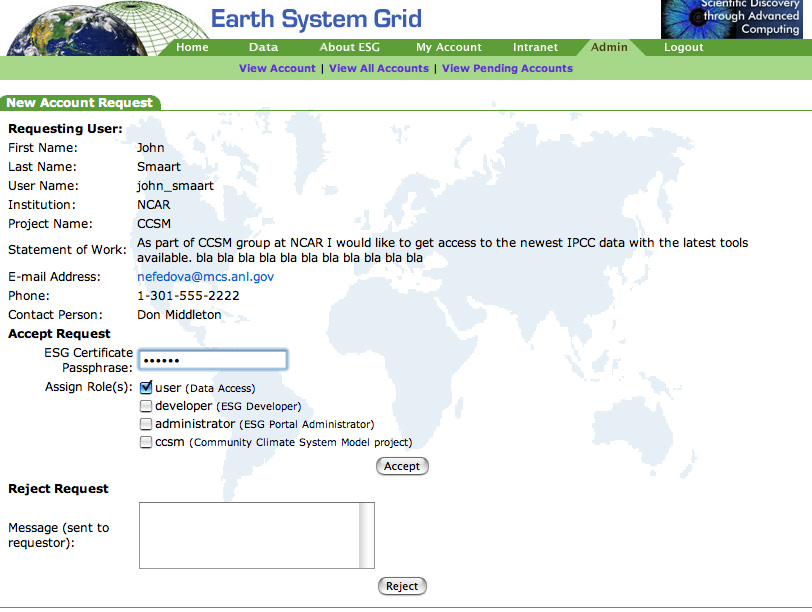 Earth System Grid
Scientific Discovery
through Advanced
Computing
Home Data About ESG My Account Intranet Admin Logout
View Account | View All Accounts | View Pending Accounts
New Account Request
Requesting User:
First Name: John
Last Name: Smaart
User Name: john_smaart
Institution: NCAR
Project Name: CCSM
Statement of Work: As part of CCSM group at NCAR I would like to get access to the newest IPCC data with the latest tools
available. bla bla bla bla bla bla bla bla bla bla bla
E-mail Address: nefedova@mcs.anl.gov
Phone: 1-301-555-2222
Contact Person: Don Middleton
Accept Request
ESG Certificate
Passphrase: ••••••
Assign Role(s): user (Data Access)
developer (ESG Developer)
administrator (ESG Portal Administrator)
ccsm (Community Climate System Model project)
Accept
Reject Request
Message (sent to
requestor):
Reject